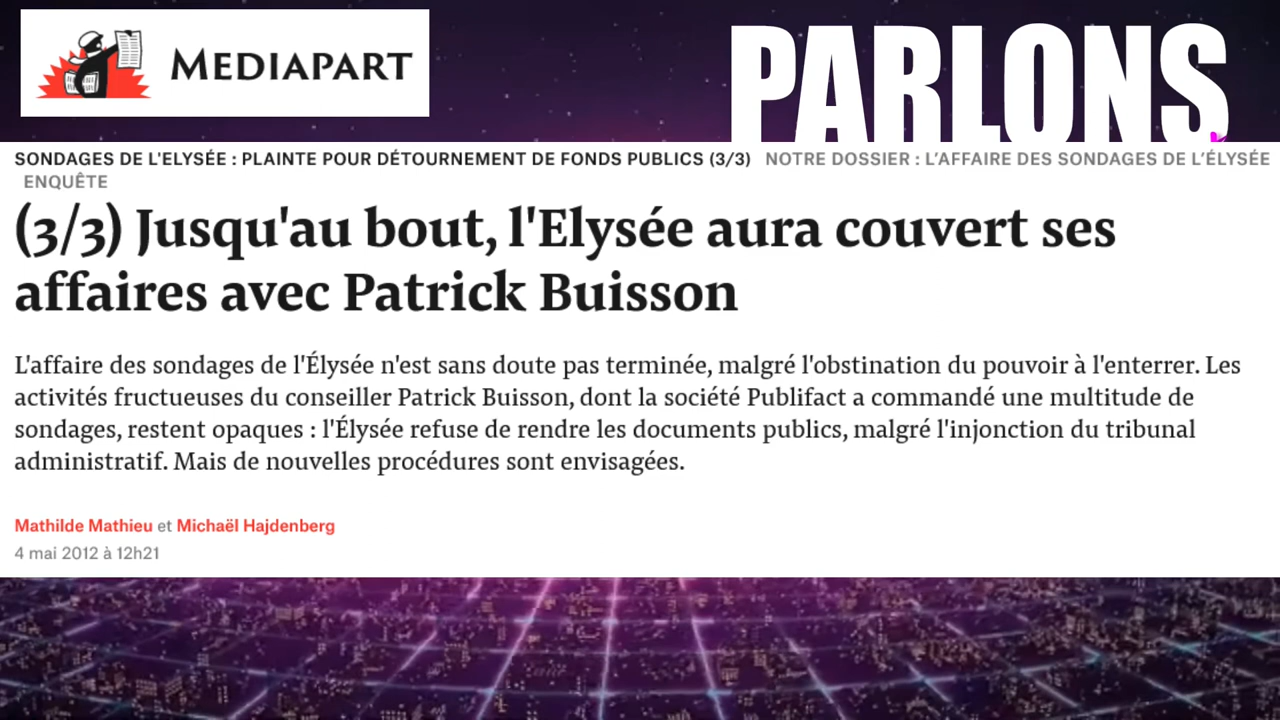 MEDIAPART
PARLONS
SONDAGES DE L'ELYSÉE : PLAINTE POUR DÉTOURNEMENT DE FONDS PUBLICS (3/3) NOTRE DOSSIER : L'AFFAIRE DES SONDAGES DE L'ÉLYSÉE
ENQUÊTE
(3/3) Jusqu'au bout, l'Elysée aura couvert ses
affaires avec Patrick Buisson
L'affaire des sondages de l'Élysée n'est sans doute pas terminée, malgré l'obstination du pouvoir à l'enterrer. Les
activités fructueuses du conseiller Patrick Buisson, dont la société Publifact a commandé une multitude de
sondages, restent opaques : l'Élysée refuse de rendre les documents publics, malgré l'injonction du tribunal
administratif. Mais de nouvelles procédures sont envisagées.
Mathilde Mathieu et Michaël Hajdenberg
4 mai 2012 à 12h21